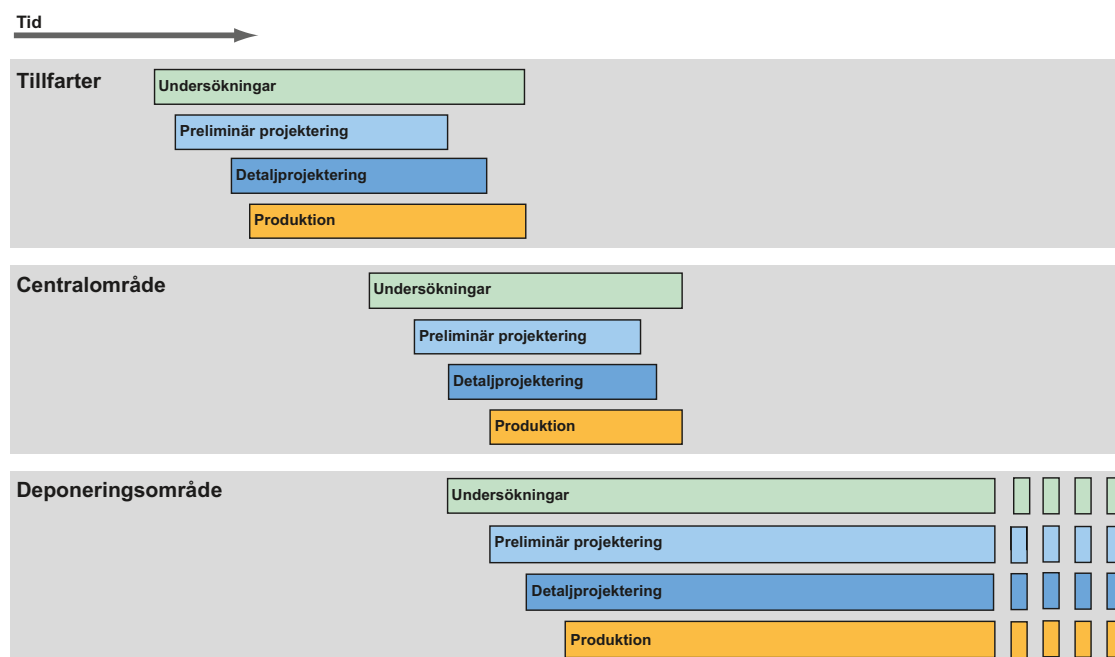 Tid
Tillfarter
Undersökningar
Preliminär projektering
Detaljprojektering
Produktion
Centralområde
Undersökningar
Preliminär projektering
Detaljprojektering
Produktion
Deponeringsområde
Undersökningar
Preliminär projektering
Detaljprojektering
Produktion